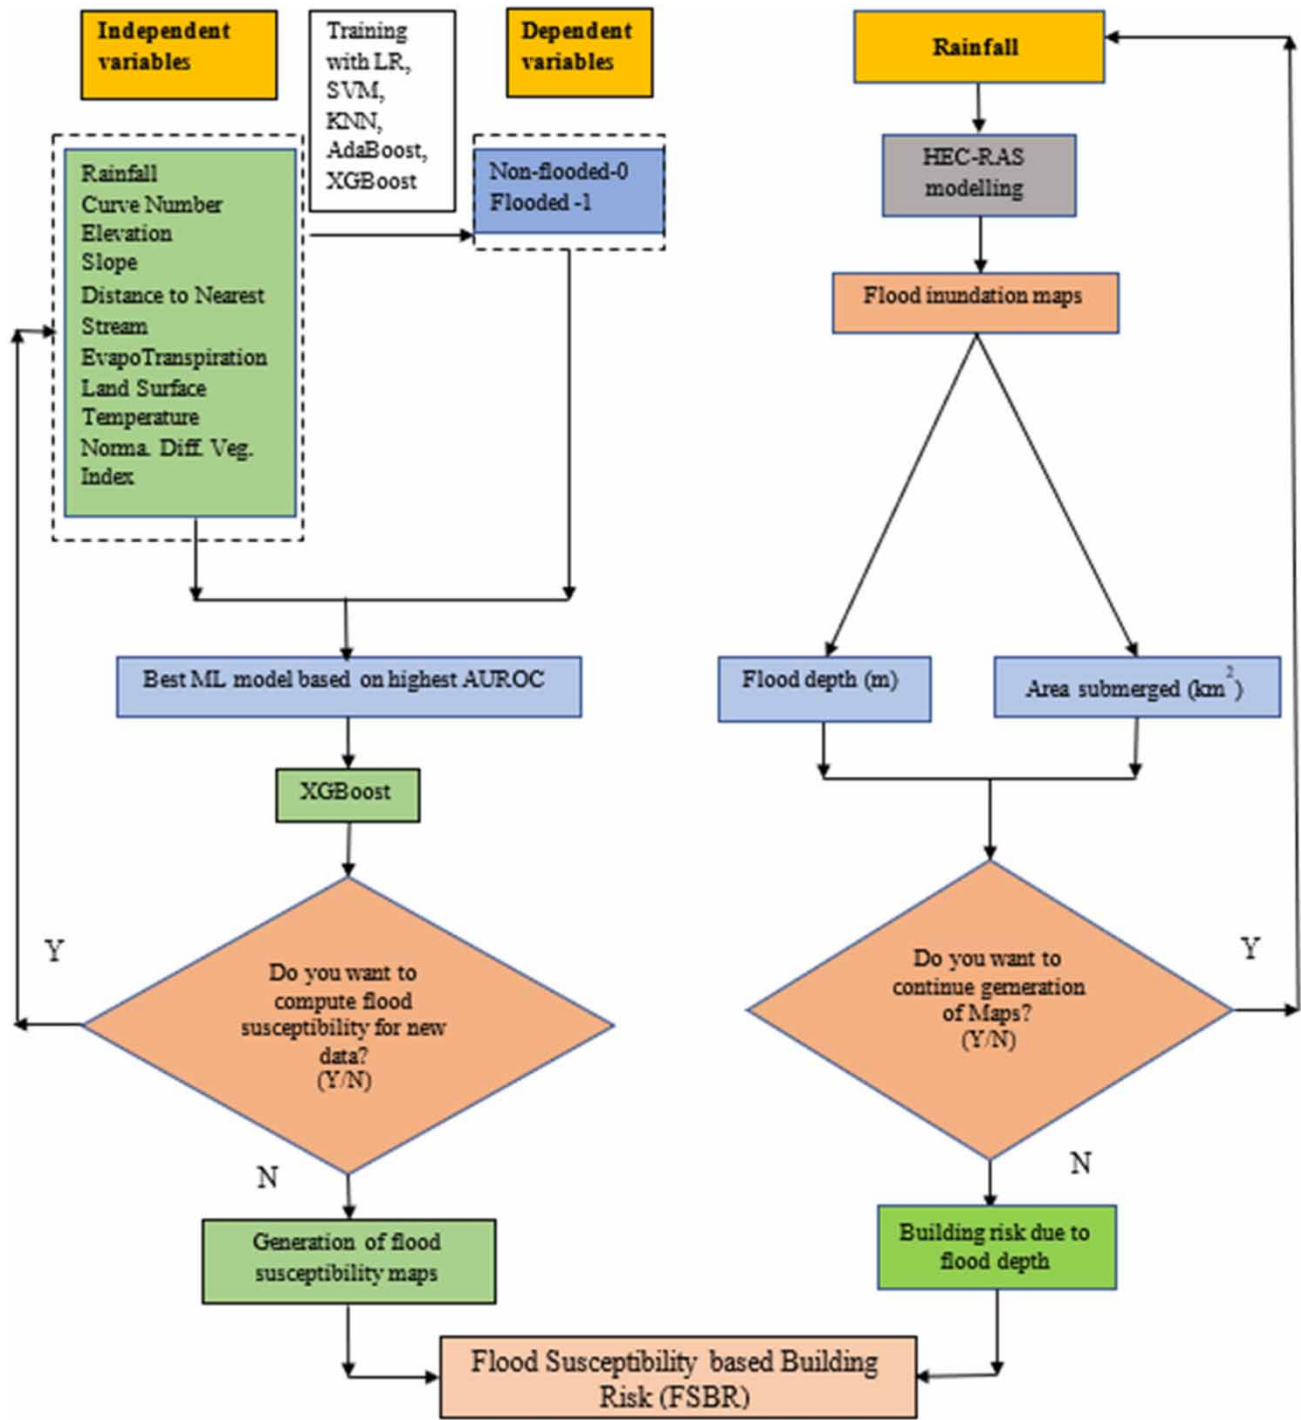 Independent
variables
Training
with LR,
SVM,
KNN,
AdaBoost,
XGBoost
Dependent
variables
Rainfall
Curve Number
Elevation
Slope
Distance to Nearest
Stream
EvapoTranspiration
Land Surface
Temperature
Norma. Diff. Veg.
Index
Non-flooded-0
Flooded -1
Best ML model based on highest AUROC
XGBoost
Y
Do you want to
compute flood
susceptibility for new
data?
(Y/N)
N
Generation of flood
susceptibility maps
Rainfall
HEC-RAS
modelling
Flood inundation maps
Flood depth (m)
Area submerged (km²)
Do you want to
continue gerneration
of Maps?
(Y/N)
Y
N
Building risk due to
flood depth
Flood Susceptibility based Building
Risk (FSBR)